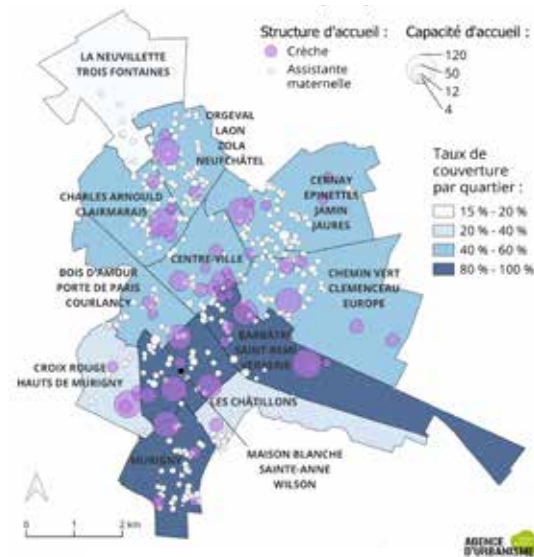 Structure d'accueil :
Crèche
Assistante
maternelle
Capacité d'accueil :
120
50
12
4
Taux de
couverture
par quartier :
15 % - 20 %
20 % - 40 %
40 % - 60 %
80 % - 100 %
LA NEUVILLETTE
TROIS FONTAINES
ORGEVAL
LAON
ZOLA
NEUFCHÂTEL
CERNAY
EPINETTES
JAMIN
JAURES
CHARLES ARNOULD
CLAIRMARAIS
CENTRE-VILLE
BOIS D'AMOUR
PORTE DE PARIS
COURLANCY
CHEMIN VERT
CLEMENCEAU
EUROPE
BARBÂTRE
SAINT-REMI
VERRERIE
CROIX ROUGE
HAUTS DE MURIGNY
LES CHÂTILLONS
MAISON BLANCHE
SAINTE-ANNE
WILSON
MURIGNY
0 1 2 km
AGENCE
D'URBANISME